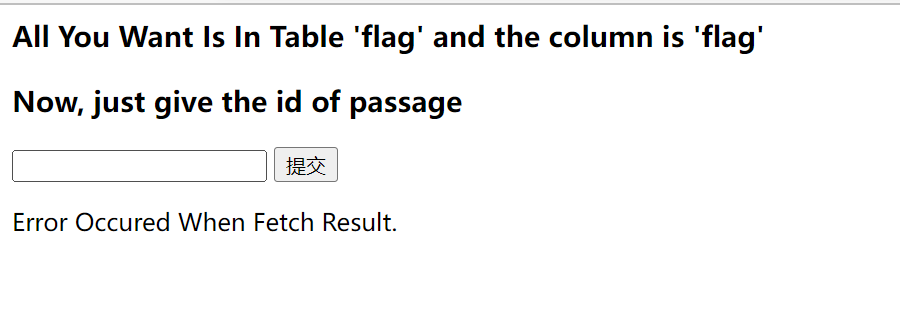 All You Want Is In Table 'flag' and the column is 'flag'
Now, just give the id of passage
提交
Error Occured When Fetch Result.